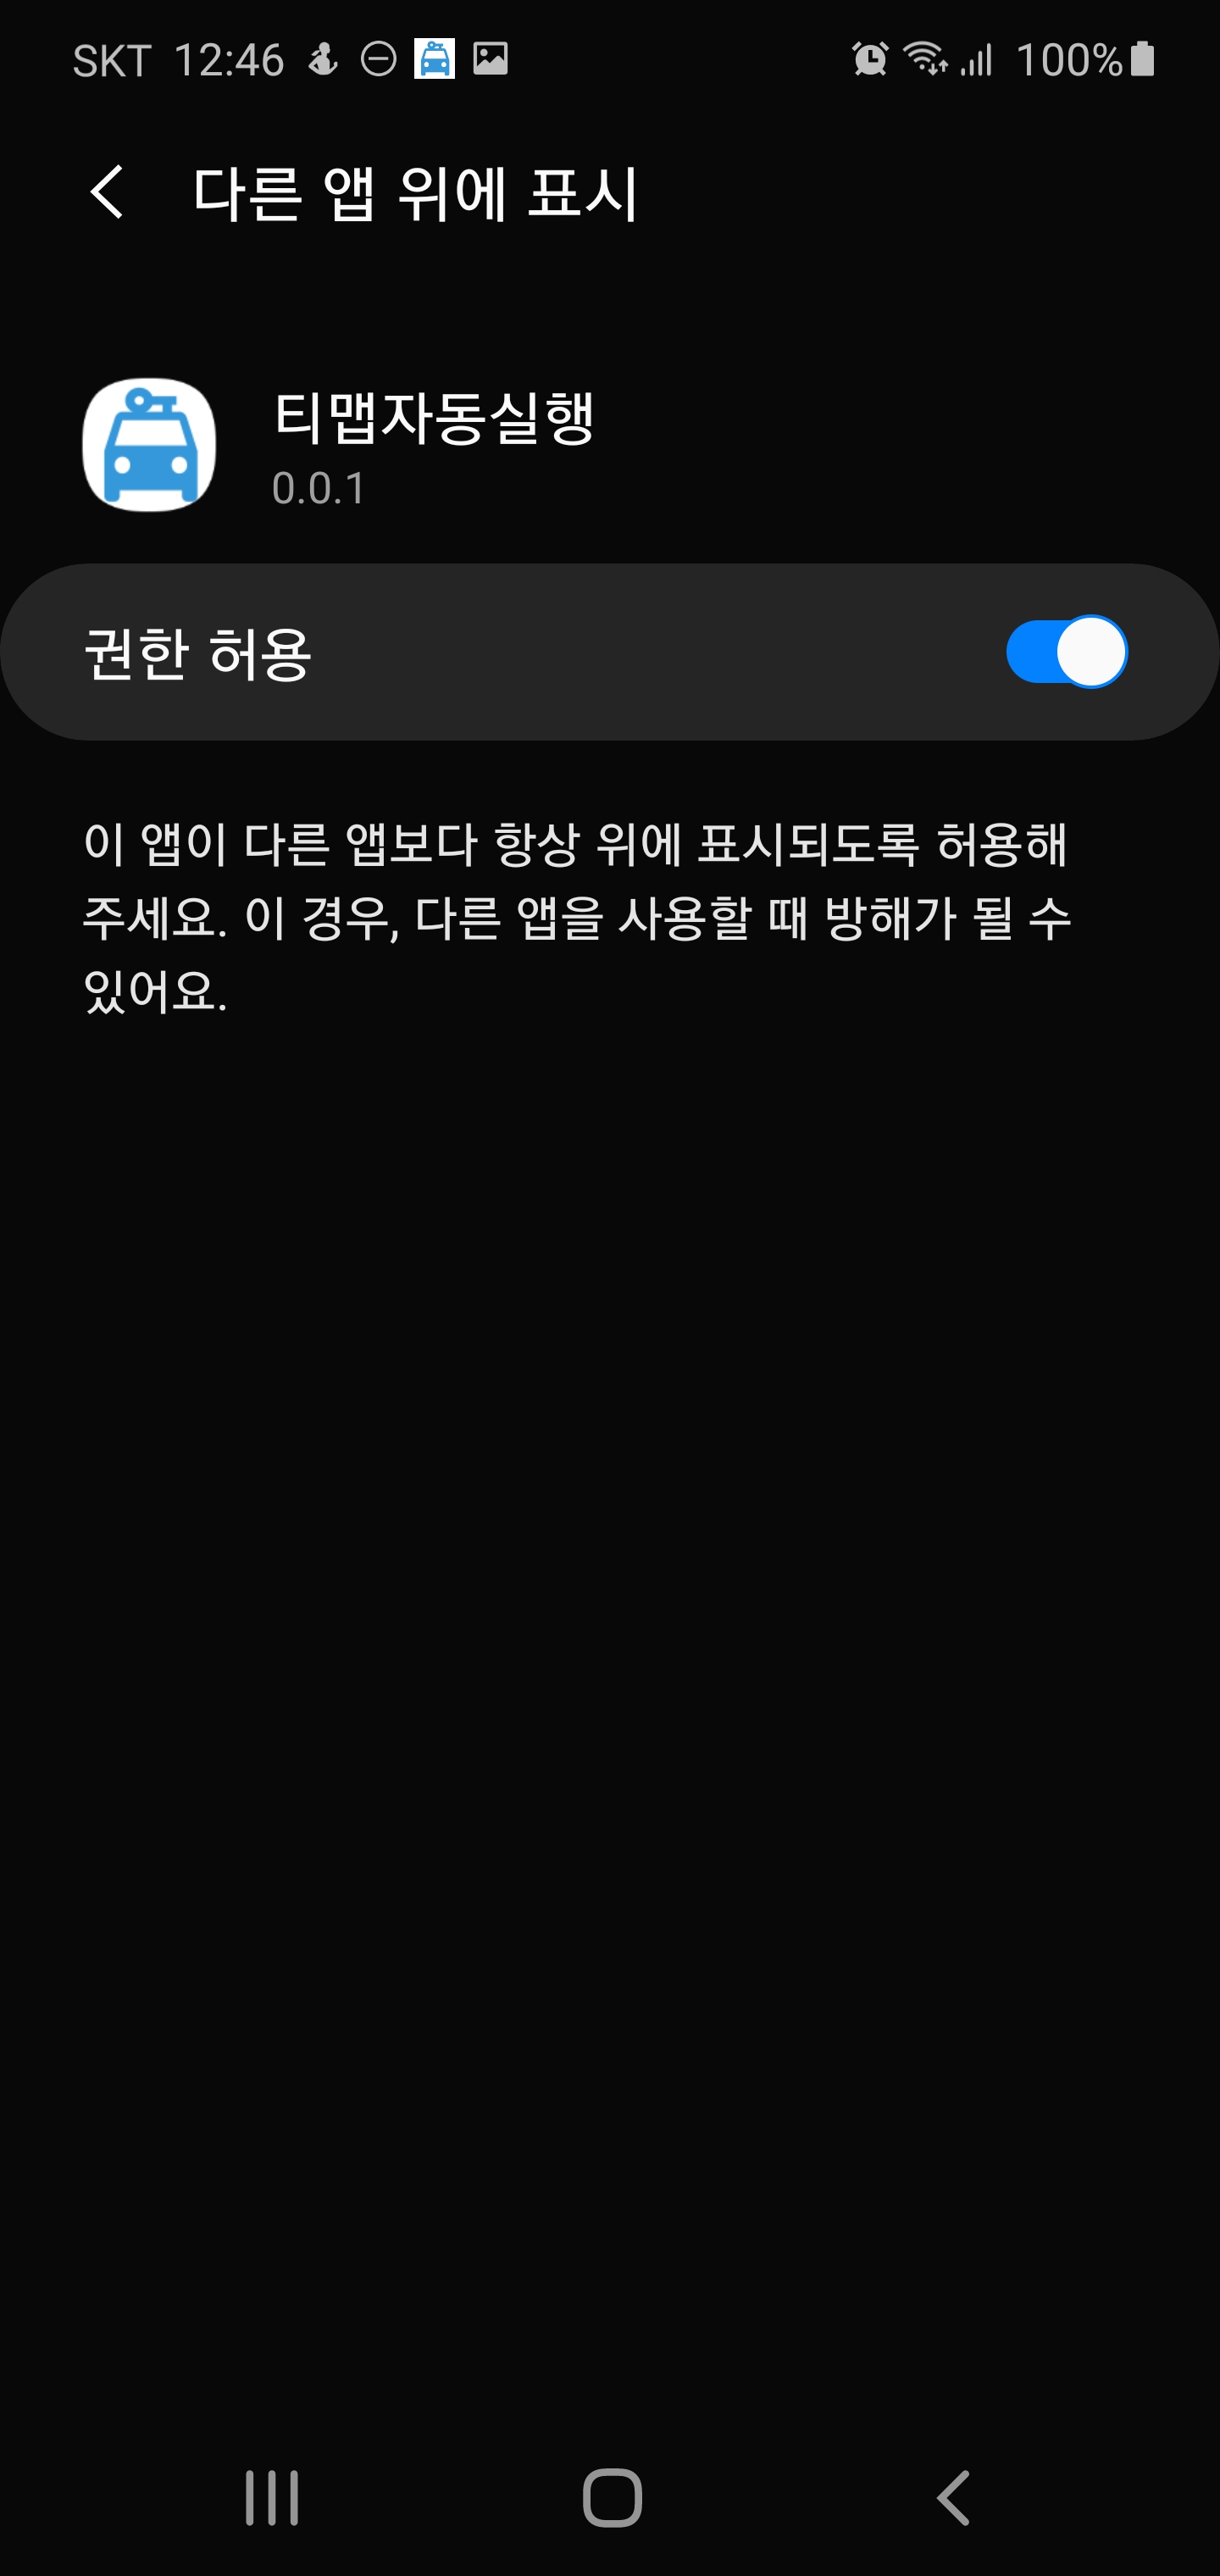 SKT 12:46 100%
다른 앱 위에 표시
티맵자동실행
0.0.1
권한 허용
이 앱이 다른 앱보다 항상 위에 표시되도록 허용해
주세요. 이 경우, 다른 앱을 사용할 때 방해가 될 수
있어요.